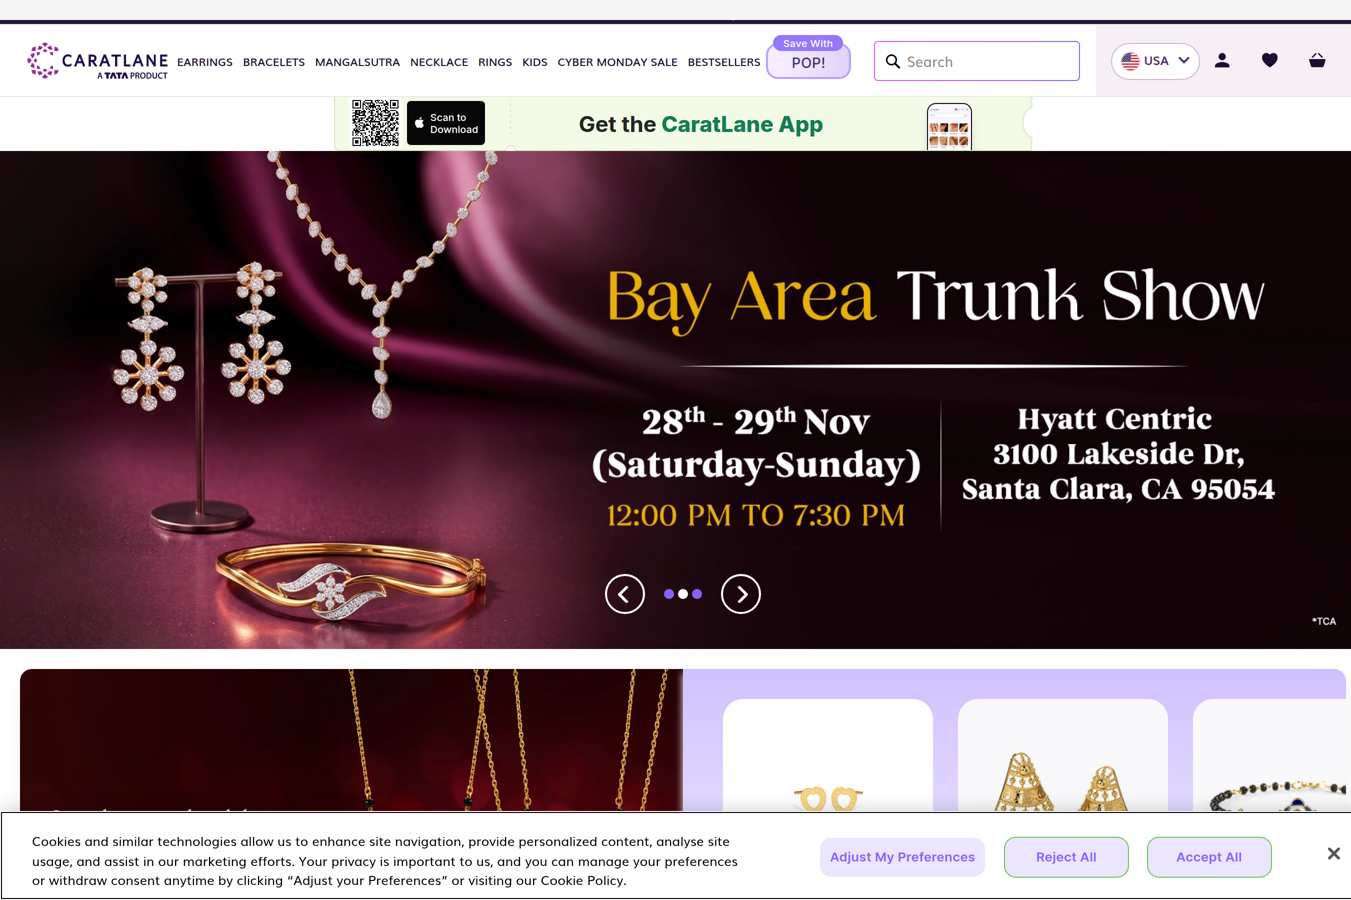 CARATLANE
A TATA PRODUCT
EARRINGS
BRACELETS
MANGALSUTRA
NECKLACE
RINGS
KIDS
CYBER MONDAY SALE
BESTSELLERS
Save With
POP!
Search
USA
Scan to
Download
Get the CaratLane App
Bay Area Trunk Show
28th - 29th Nov
(Saturday-Sunday)
12:00 PM TO 7:30 PM
Hyatt Centric
3100 Lakeside Dr,
Santa Clara, CA 95054
*TCA
Cookies and similar technologies allow us to enhance site navigation, provide personalized content, analyse site
usage, and assist in our marketing efforts. Your privacy is important to us, and you can manage your preferences
or withdraw consent anytime by clicking “Adjust your Preferences” or visiting our Cookie Policy.
Adjust My Preferences
Reject All
Accept All